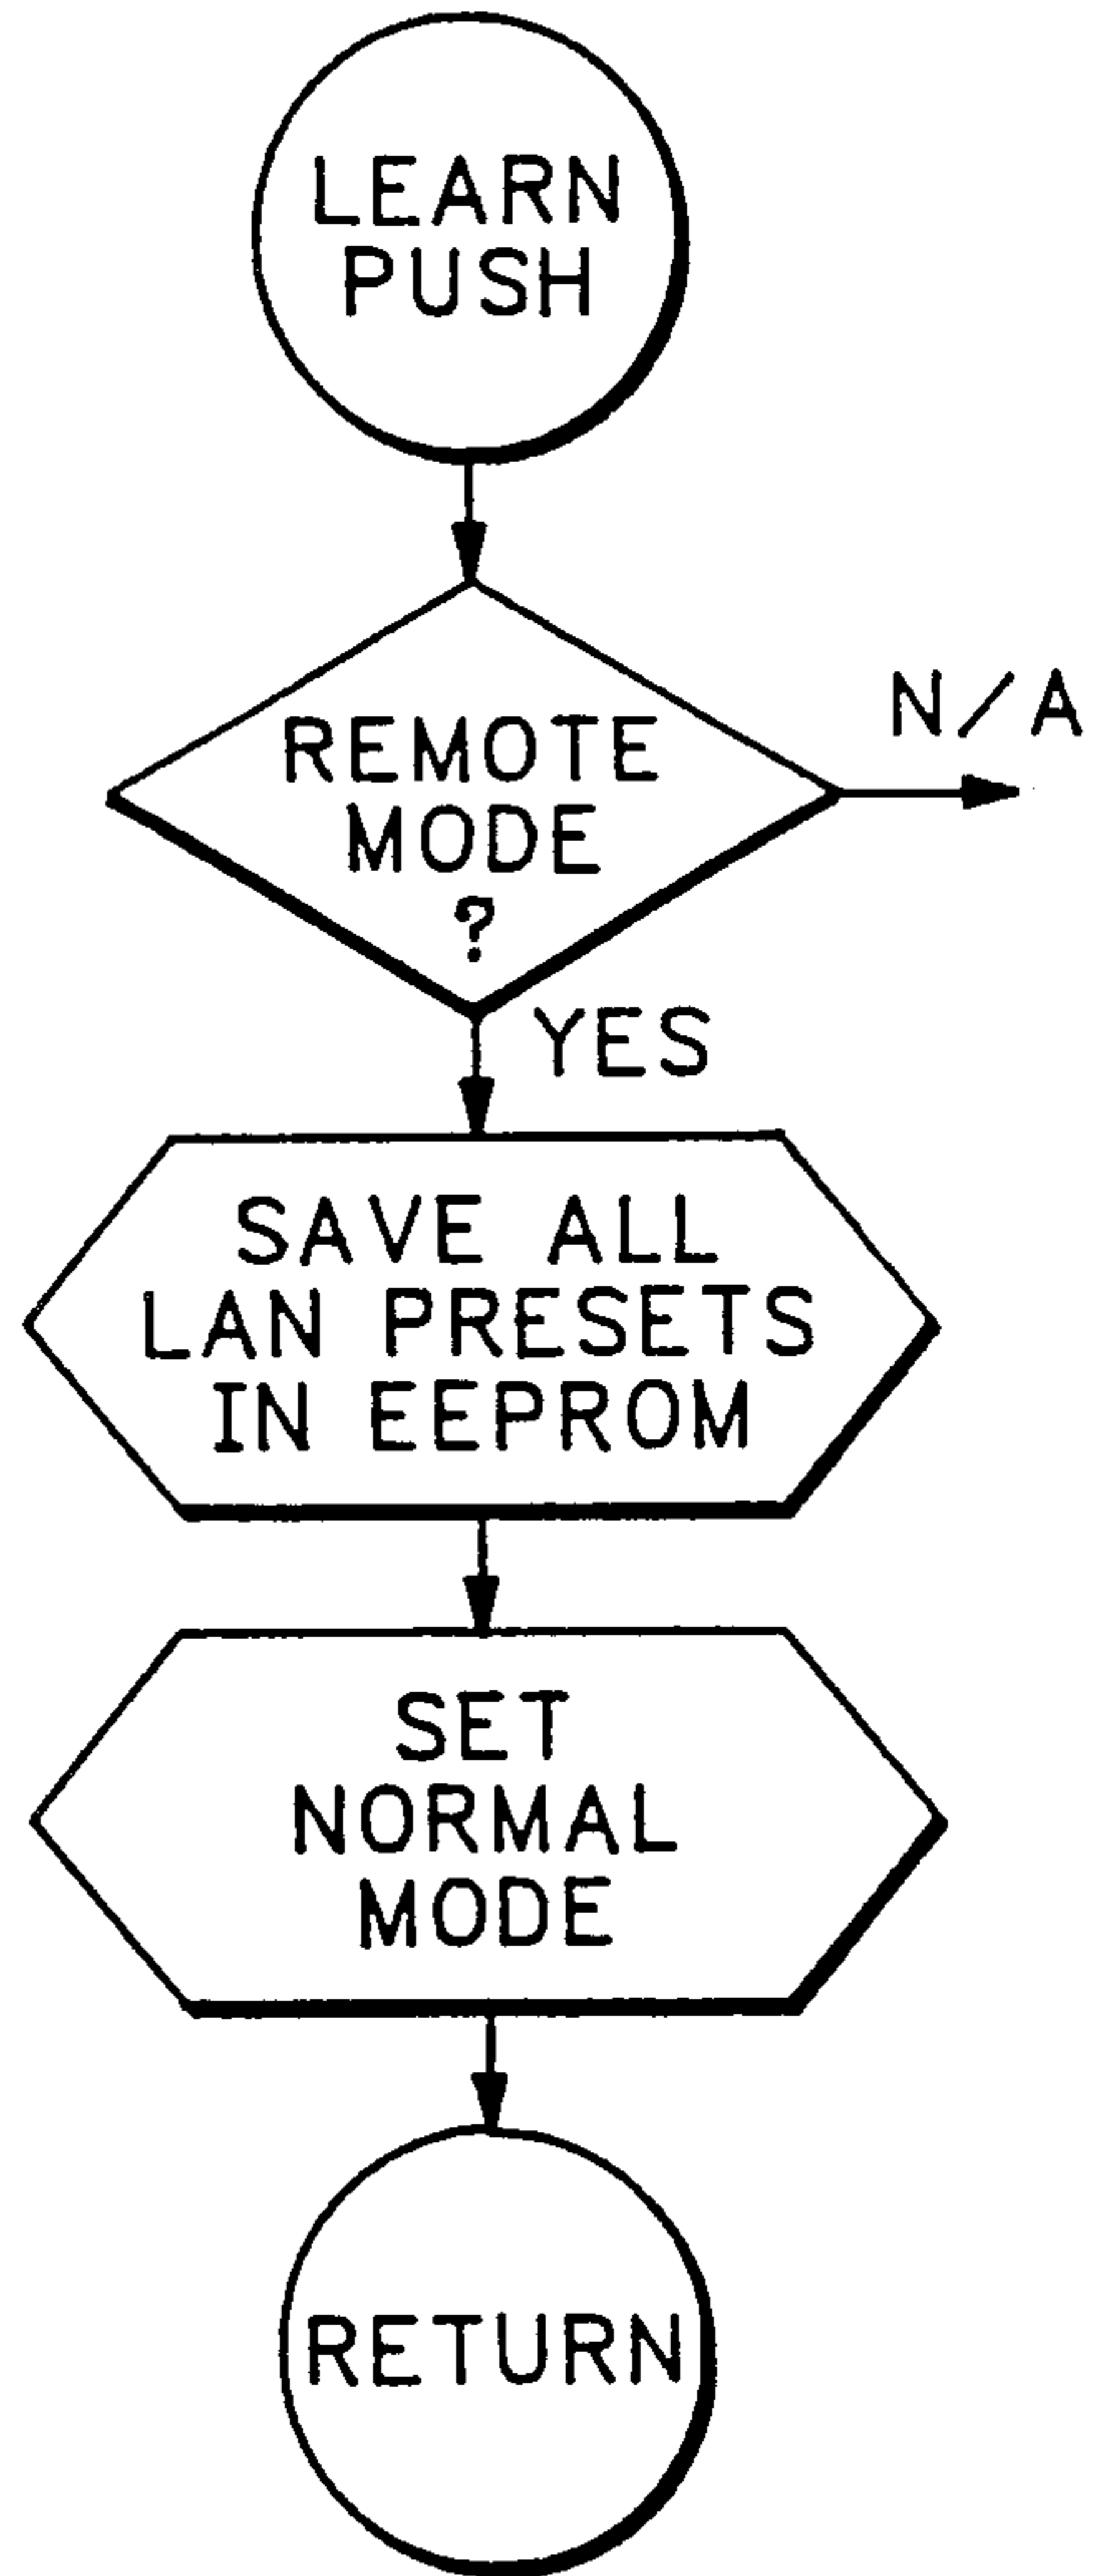 LEARN
PUSH
REMOTE
MODE
?
N/A
YES
SAVE ALL
LAN PRESETS
IN EEPROM
SET
NORMAL
MODE
RETURN